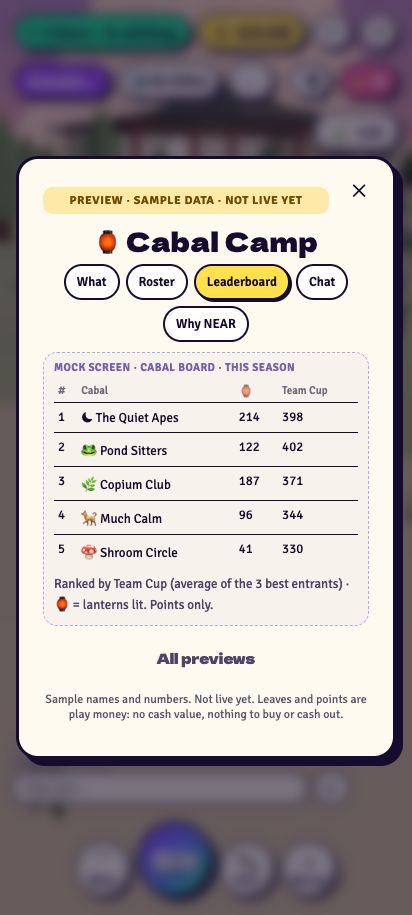 PREVIEW · SAMPLE DATA · NOT LIVE YET
Cabal Camp
What
Roster
Leaderboard
Chat
Why NEAR
MOCK SCREEN · CABAL BOARD · THIS SEASON
# Cabal 🏮 Team Cup
1 🌜 The Quiet Apes 214 398
2 🐸 Pond Sitters 122 402
3 🌿 Copium Club 187 371
4 🐕 Much Calm 96 344
5 🍄 Shroom Circle 41 330
Ranked by Team Cup (average of the 3 best entrants) ·
🏮 = lanterns lit. Points only.
All previews
Sample names and numbers. Not live yet. Leaves and points are
play money: no cash value, nothing to buy or cash out.